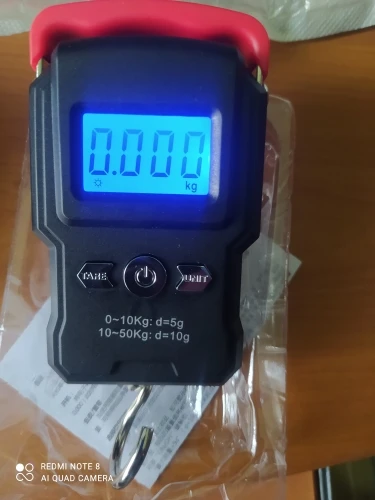 0.000
kg
TARE
UNIT
0~10Kg: d=5g
10~50Kg: d=10g
REDMI NOTE 8
AI QUAD CAMERA